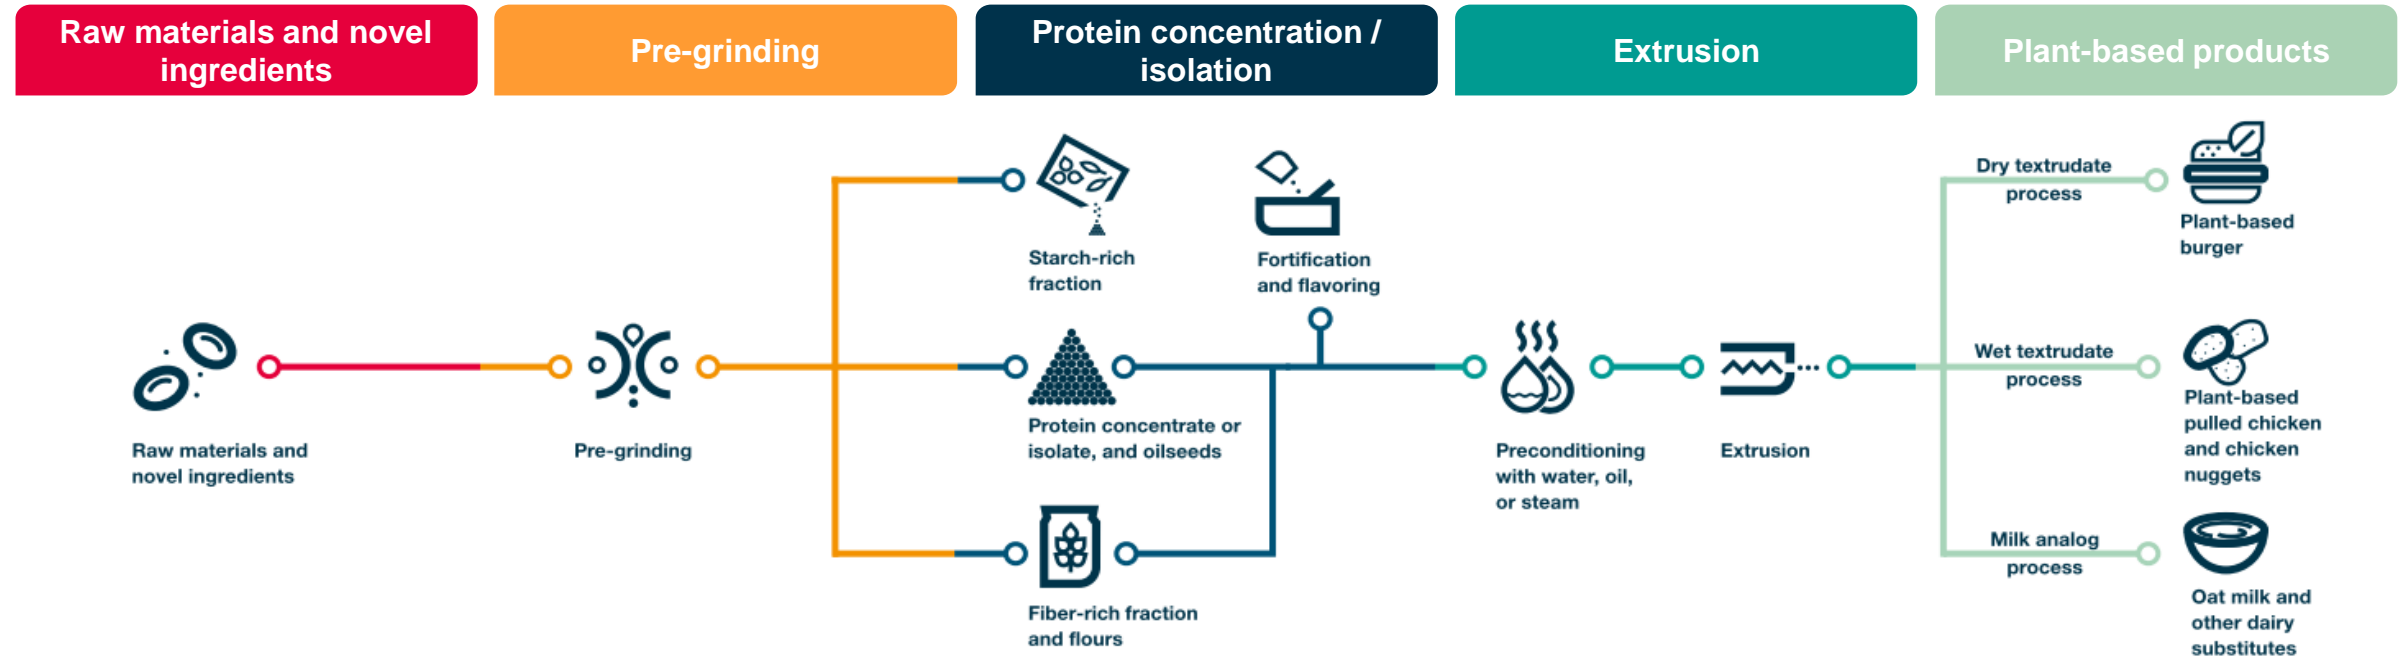 Raw materials and novel
ingredients
Pre-grinding
Protein concentration /
isolation
Extrusion
Plant-based products
Raw materials and
novel ingredients
Pre-grinding
Starch-rich
fraction
Fortification
and flavoring
Protein concentrate or
isolate, and oilseeds
Fiber-rich fraction
and flours
Preconditioning
with water, oil,
or steam
Extrusion
Dry textrudate
process
Plant-based
burger
Wet textrudate
process
Plant-based
pulled chicken
and chicken
nuggets
Milk analog
process
Oat milk and
other dairy
substitutes